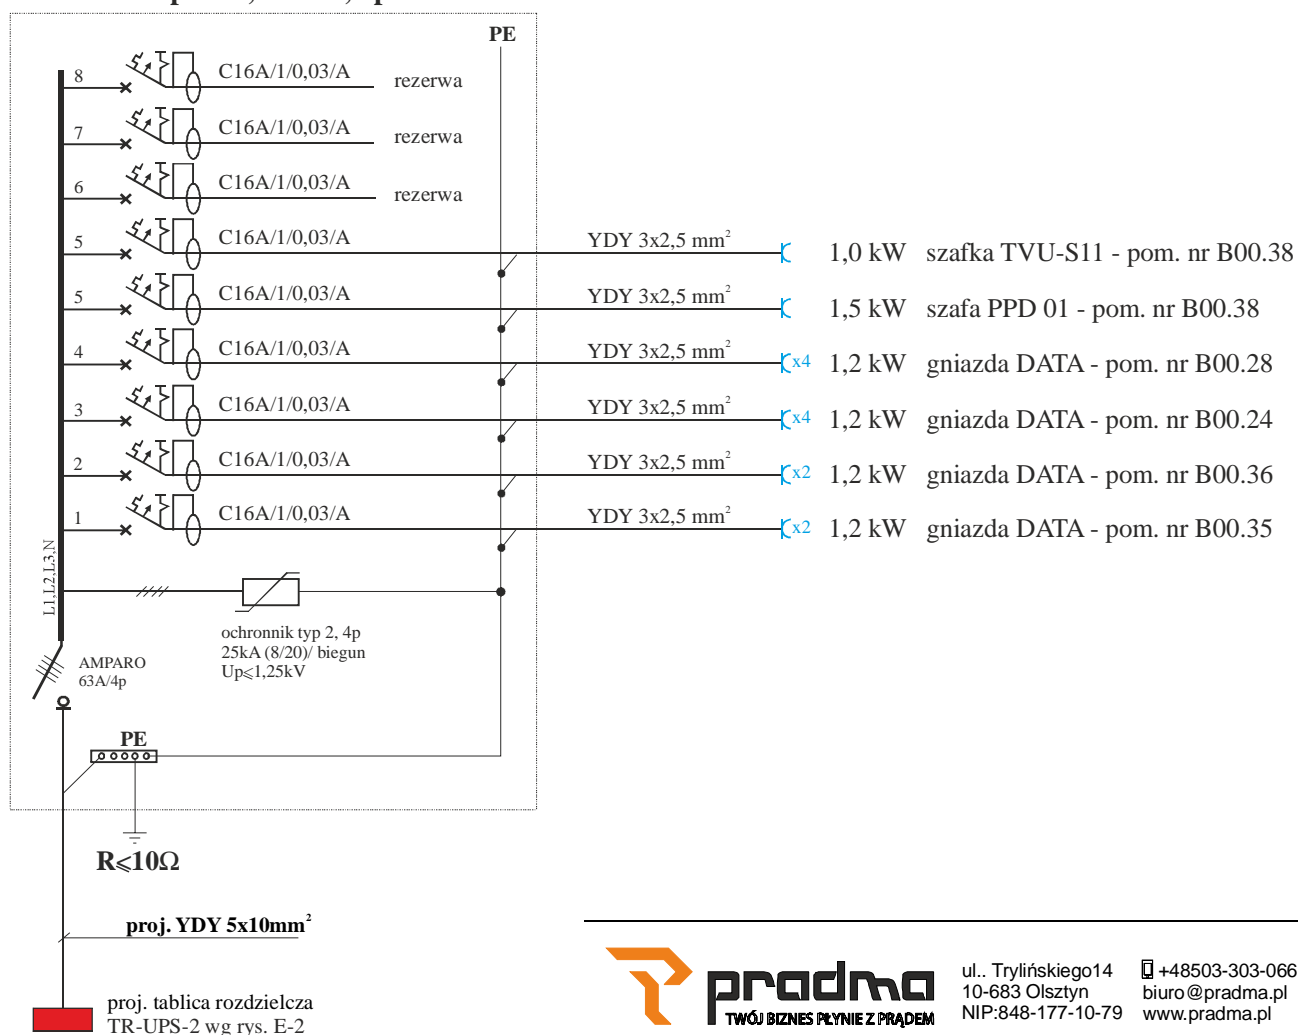 PE
8 C16A/1/0,03/A rezerwa
7 C16A/1/0,03/A rezerwa
6 C16A/1/0,03/A rezerwa
5 C16A/1/0,03/A YDY 3x2,5 mm² 1,0 kW szafka TVU-S11 - pom. nr B00.38
5 C16A/1/0,03/A YDY 3x2,5 mm² 1,5 kW szafa PPD 01 - pom. nr B00.38
4 C16A/1/0,03/A YDY 3x2,5 mm² x4 1,2 kW gniazda DATA - pom. nr B00.28
3 C16A/1/0,03/A YDY 3x2,5 mm² x4 1,2 kW gniazda DATA - pom. nr B00.24
2 C16A/1/0,03/A YDY 3x2,5 mm² x2 1,2 kW gniazda DATA - pom. nr B00.36
1 C16A/1/0,03/A YDY 3x2,5 mm² x2 1,2 kW gniazda DATA - pom. nr B00.35
L1,L2,L3,N
ochronnik typ 2, 4p
25kA (8/20)/ biegun
Up⩽1,25kV
AMPARO
63A/4p
PE
R⩽10Ω
proj. YDY 5x10mm²
proj. tablica rozdzielcza
TR-UPS-2 wg rys. E-2
pradma
TWÓJ BIZNES PŁYNIE Z PRĄDEM
ul.. Trylińskiego14
10-683 Olsztyn
NIP:848-177-10-79
+48503-303-066
biuro@pradma.pl
www.pradma.pl